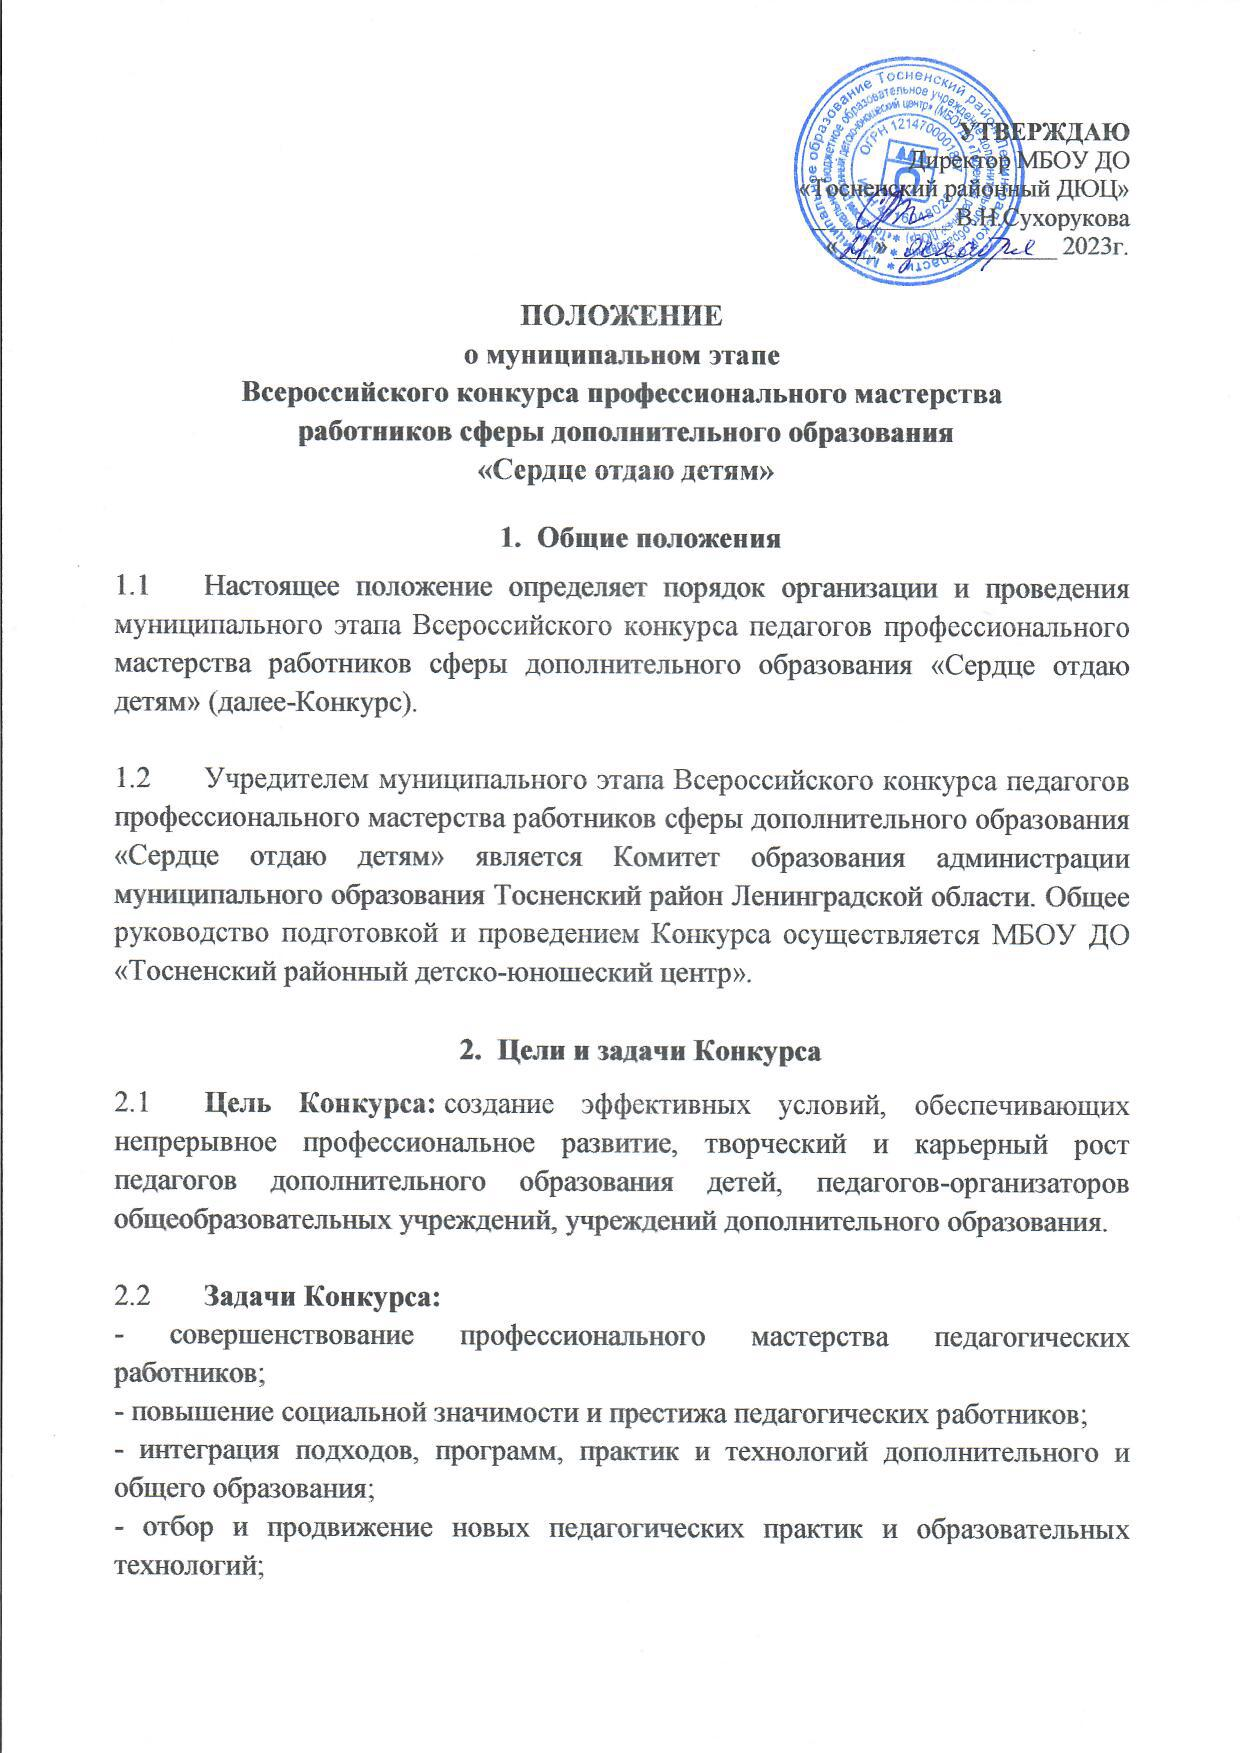 УТВЕРЖДАЮ
Директор МБОУ ДО
«Тосненский районный ДЮЦ»
В.Н.Сухорукова
« » 2023г.
ПОЛОЖЕНИЕ
о муниципальном этапе
Всероссийского конкурса профессионального мастерства
работников сферы дополнительного образования
«Сердце отдаю детям»
1. Общие положения
1.1 Настоящее положение определяет порядок организации и проведения
муниципального этапа Всероссийского конкурса педагогов профессионального
мастерства работников сферы дополнительного образования «Сердце отдаю
детям» (далее-Конкурс).
1.2 Учредителем муниципального этапа Всероссийского конкурса педагогов
профессионального мастерства работников сферы дополнительного образования
«Сердце отдаю детям» является Комитет образования администрации
муниципального образования Тосненский район Ленинградской области. Общее
руководство подготовкой и проведением Конкурса осуществляется МБОУ ДО
«Тосненский районный детско-юношеский центр».
2. Цели и задачи Конкурса
2.1 Цель Конкурса: создание эффективных условий, обеспечивающих
непрерывное профессиональное развитие, творческий и карьерный рост
педагогов дополнительного образования детей, педагогов-организаторов
общеобразовательных учреждений, учреждений дополнительного образования.
2.2 Задачи Конкурса:
- совершенствование профессионального мастерства педагогических
работников;
- повышение социальной значимости и престижа педагогических работников;
- интеграция подходов, программ, практик и технологий дополнительного и
общего образования;
- отбор и продвижение новых педагогических практик и образовательных
технологий;